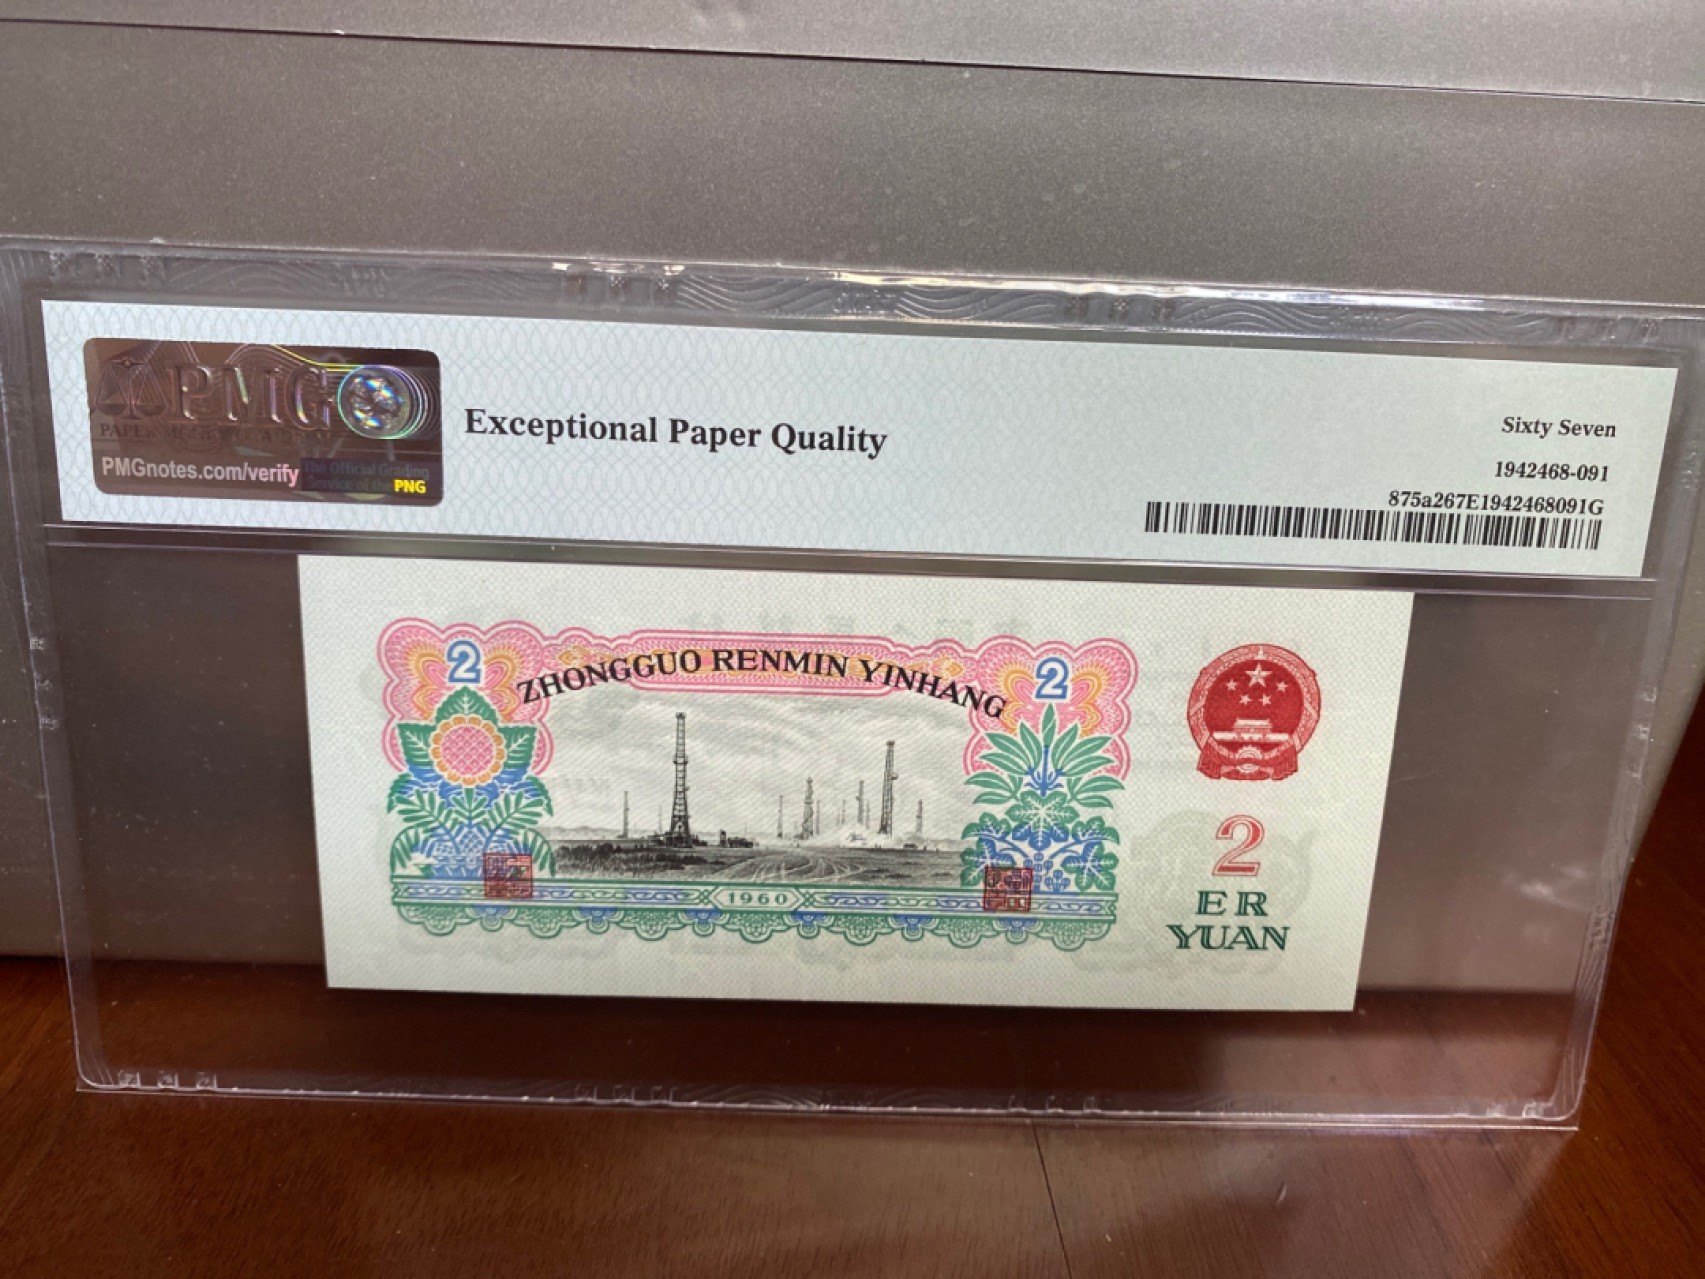 PMG
PMGnotes.com/verify
The Official Grading
Service of the PNG
Exceptional Paper Quality
Sixty Seven
1942468-091
875a267E1942468091G
2
ZHONGGUO RENMIN YINHANG
2
1960
2
ER
YUAN